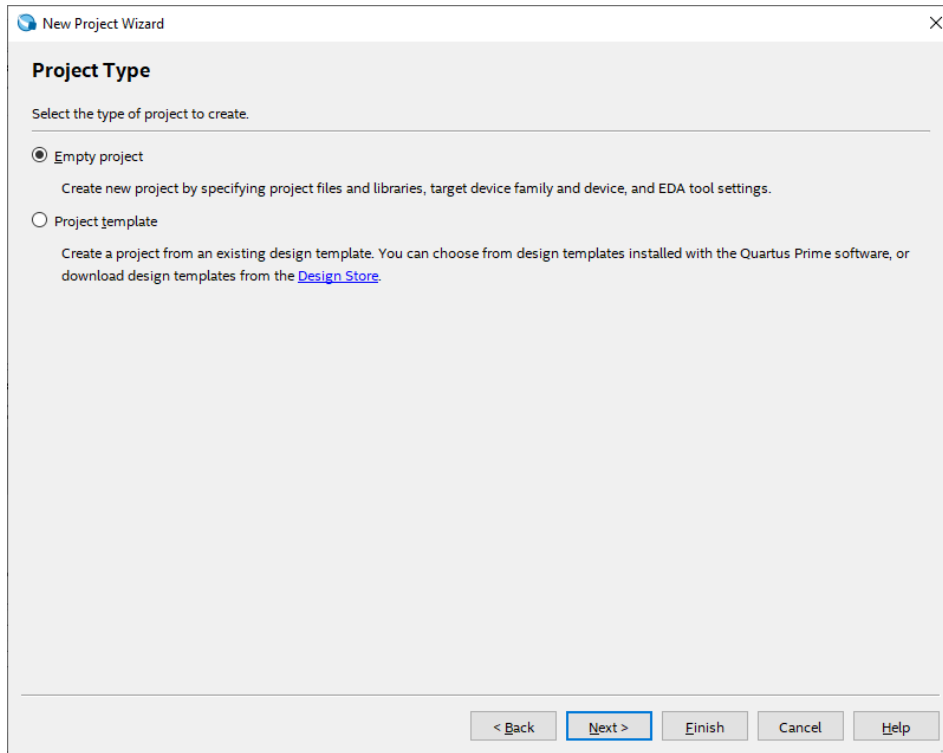 New Project Wizard
Project Type
Select the type of project to create.
Empty project
Create new project by specifying project files and libraries, target device family and device, and EDA tool settings.
Project template
Create a project from an existing design template. You can choose from design templates installed with the Quartus Prime software, or
download design templates from the Design Store.
< Back Next > Finish Cancel Help